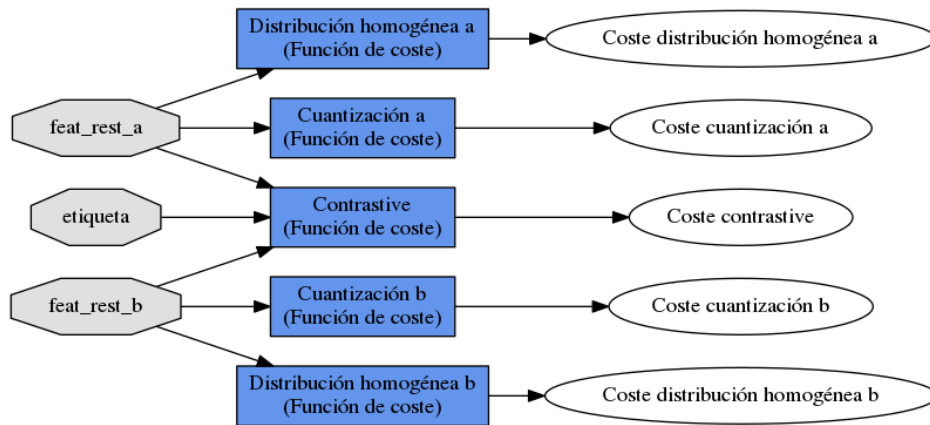 Distribución homogénea a
(Función de coste)
Coste distribución homogénea a
feat_rest_a
Cuantización a
(Función de coste)
Coste cuantización a
etiqueta
Contrastive
(Función de coste)
Coste contrastive
feat_rest_b
Cuantización b
(Función de coste)
Coste cuantización b
Distribución homogénea b
(Función de coste)
Coste distribución homogénea b